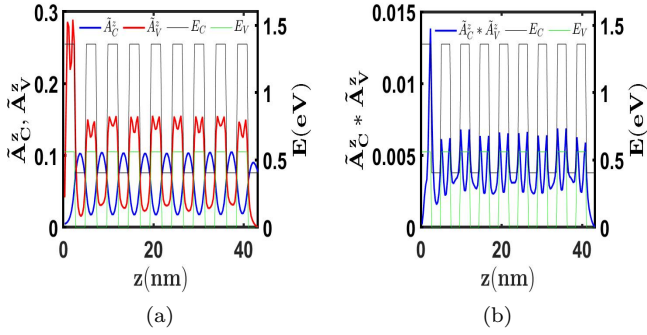 0.3
0.2
0.1
0
Ã_C^z, Ã_V^z
Ã_C^z Ã_V^z E_C E_V
1.5
1
0.5
0
E(eV)
0 20 40
z(nm)
(a)
0.015
0.010
0.005
0.00
Ã_C^z * Ã_V^z
Ã_C^z * Ã_V^z E_C E_V
1.5
1
0.5
0
E(eV)
0 20 40
z(nm)
(b)